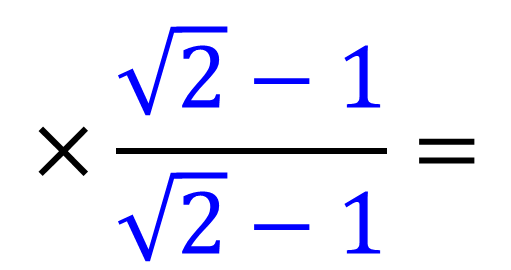 × (√2 − 1)/(√2 − 1) =